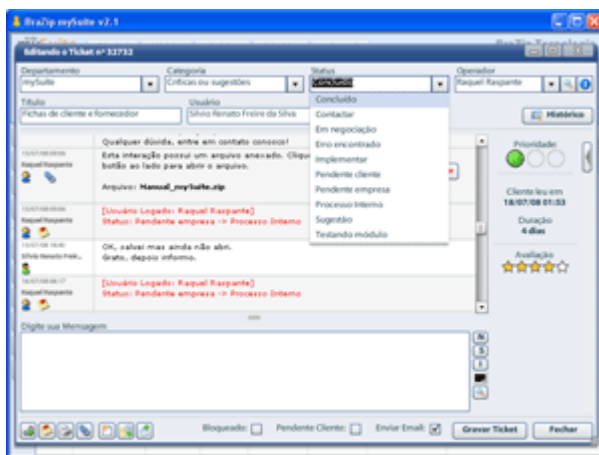 BraZip mySuite v2.1
Editando o Ticket nº 32733
Departamento
Categoria
Status
Operador
mySuite
Críticas ou sugestões
Concluído
Raquel Raspante
Título
Usuário
Fichas de cliente e fornecedor
Silvio Renato Freire da Silva
Histórico
Concluído
Contactar
Em negociação
Erro encontrado
Implementar
Pendente cliente
Pendente empresa
Processo Interno
Sugestão
Testando módulo
Qualquer dúvida, entre em contato conosco!
Raquel Raspante
Esta interação possui um arquivo anexado. Clique
botão ao lado para abrir o arquivo.
Arquivo: Manual_mySuite.zip
Raquel Raspante
[Usuário Logado: Raquel Raspante]
Status: Pendente empresa -> Processo Interno
OK, salvei mas ainda não abri.
Grato, depois informo.
Raquel Raspante
[Usuário Logado: Raquel Raspante]
Status: Pendente empresa -> Processo Interno
Prioridade
Cliente leu em
18/07/08 01:53
Duração
4 dias
Avaliação
Digite sua Mensagem
N
S
I
Bloqueado:
Pendente Cliente:
Enviar Email:
Gravar Ticket
Fechar